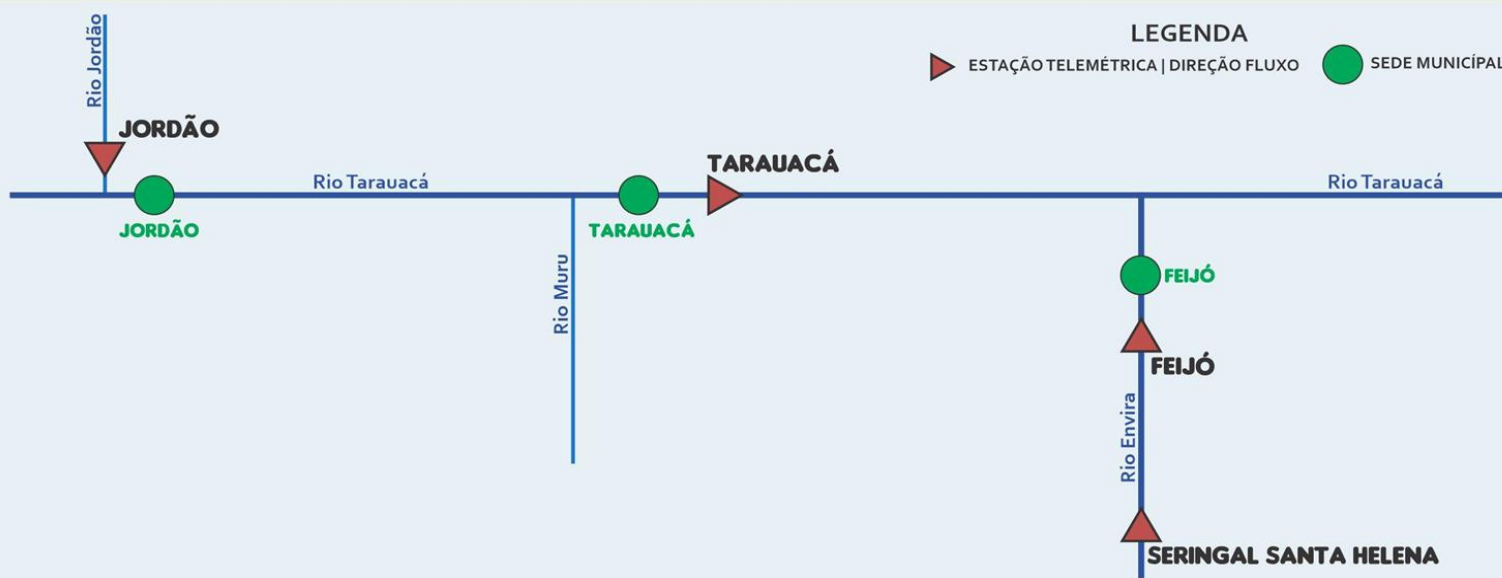 LEGENDA
ESTAÇÃO TELEMÉTRICA | DIREÇÃO FLUXO
SEDE MUNICÍPAL
Rio Jordão
JORDÃO
JORDÃO
Rio Tarauacá
Rio Muru
TARAUACÁ
TARAUACÁ
Rio Tarauacá
FEIJÓ
FEIJÓ
Rio Envira
SERINGAL SANTA HELENA